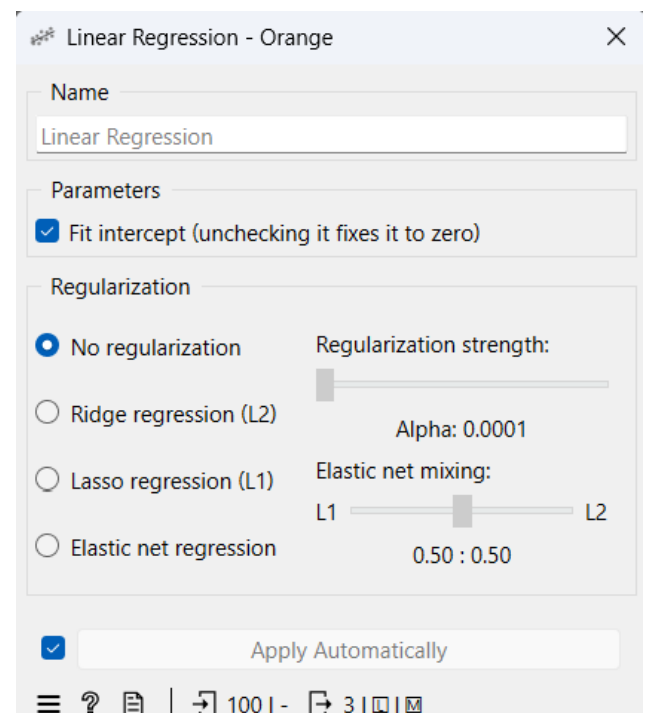 Linear Regression - Orange
Name
Linear Regression
Parameters
Fit intercept (unchecking it fixes it to zero)
Regularization
No regularization
Ridge regression (L2)
Lasso regression (L1)
Elastic net regression
Regularization strength:
Alpha: 0.0001
Elastic net mixing:
L1 L2
0.50 : 0.50
Apply Automatically
? | 100 | - 3 | L | M